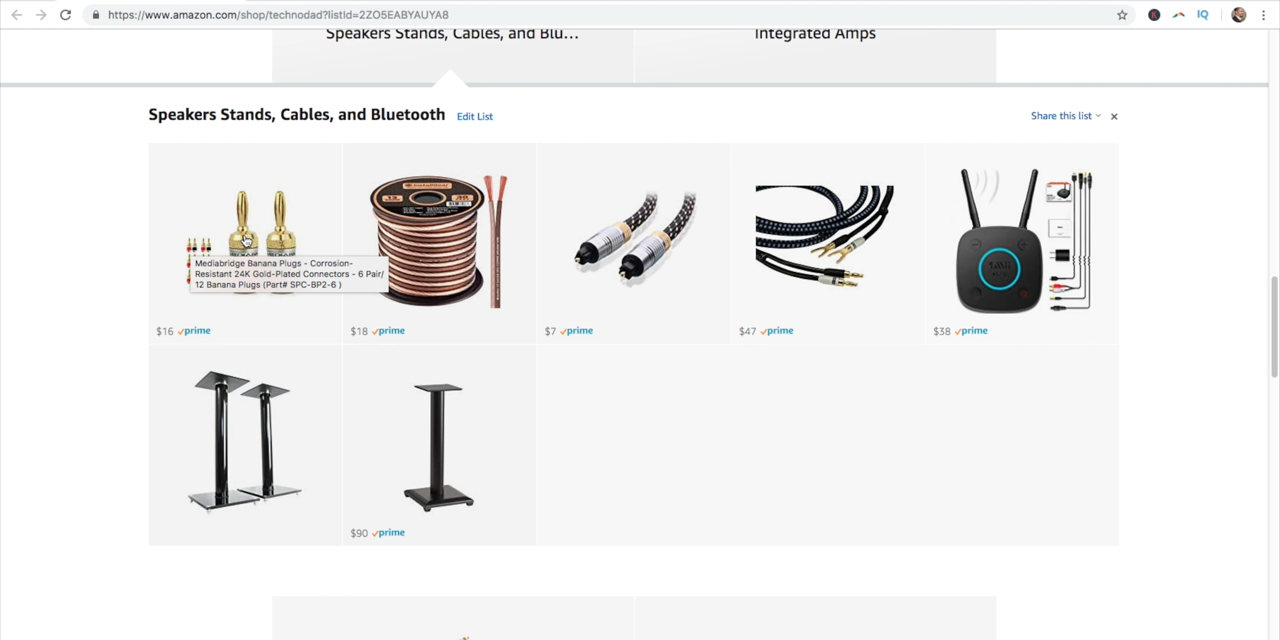 https://www.amazon.com/shop/technodad?listId=2ZO5EABYAUYA8
IQ
Speakers Stands, Cables, and Blu...
Integrated Amps
Speakers Stands, Cables, and Bluetooth
Edit List
Share this list
Mediabridge Banana Plugs - Corrosion-
Resistant 24K Gold-Plated Connectors - 6 Pair/
12 Banana Plugs (Part# SPC-BP2-6 )
$16 prime
$18 prime
$7 prime
$47 prime
$38 prime
$90 prime